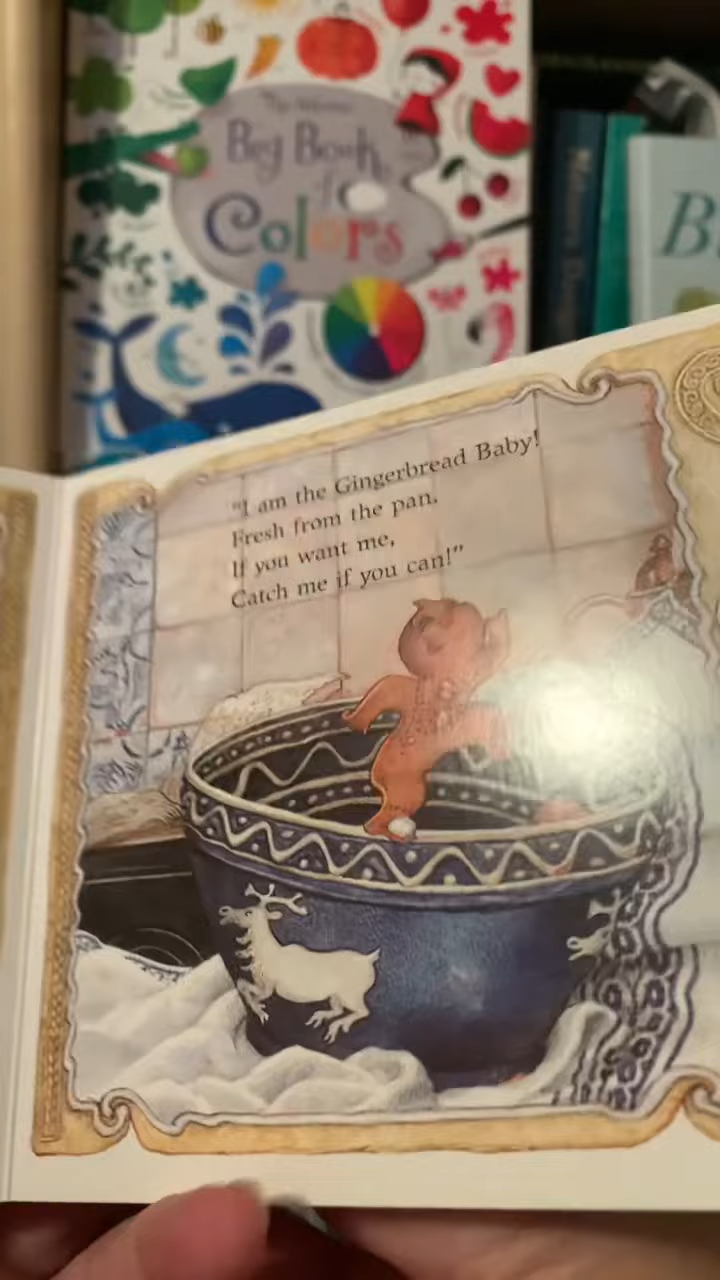 Big Book
of
Colors
"I am the Gingerbread Baby!
Fresh from the pan.
If you want me,
Catch me if you can!"